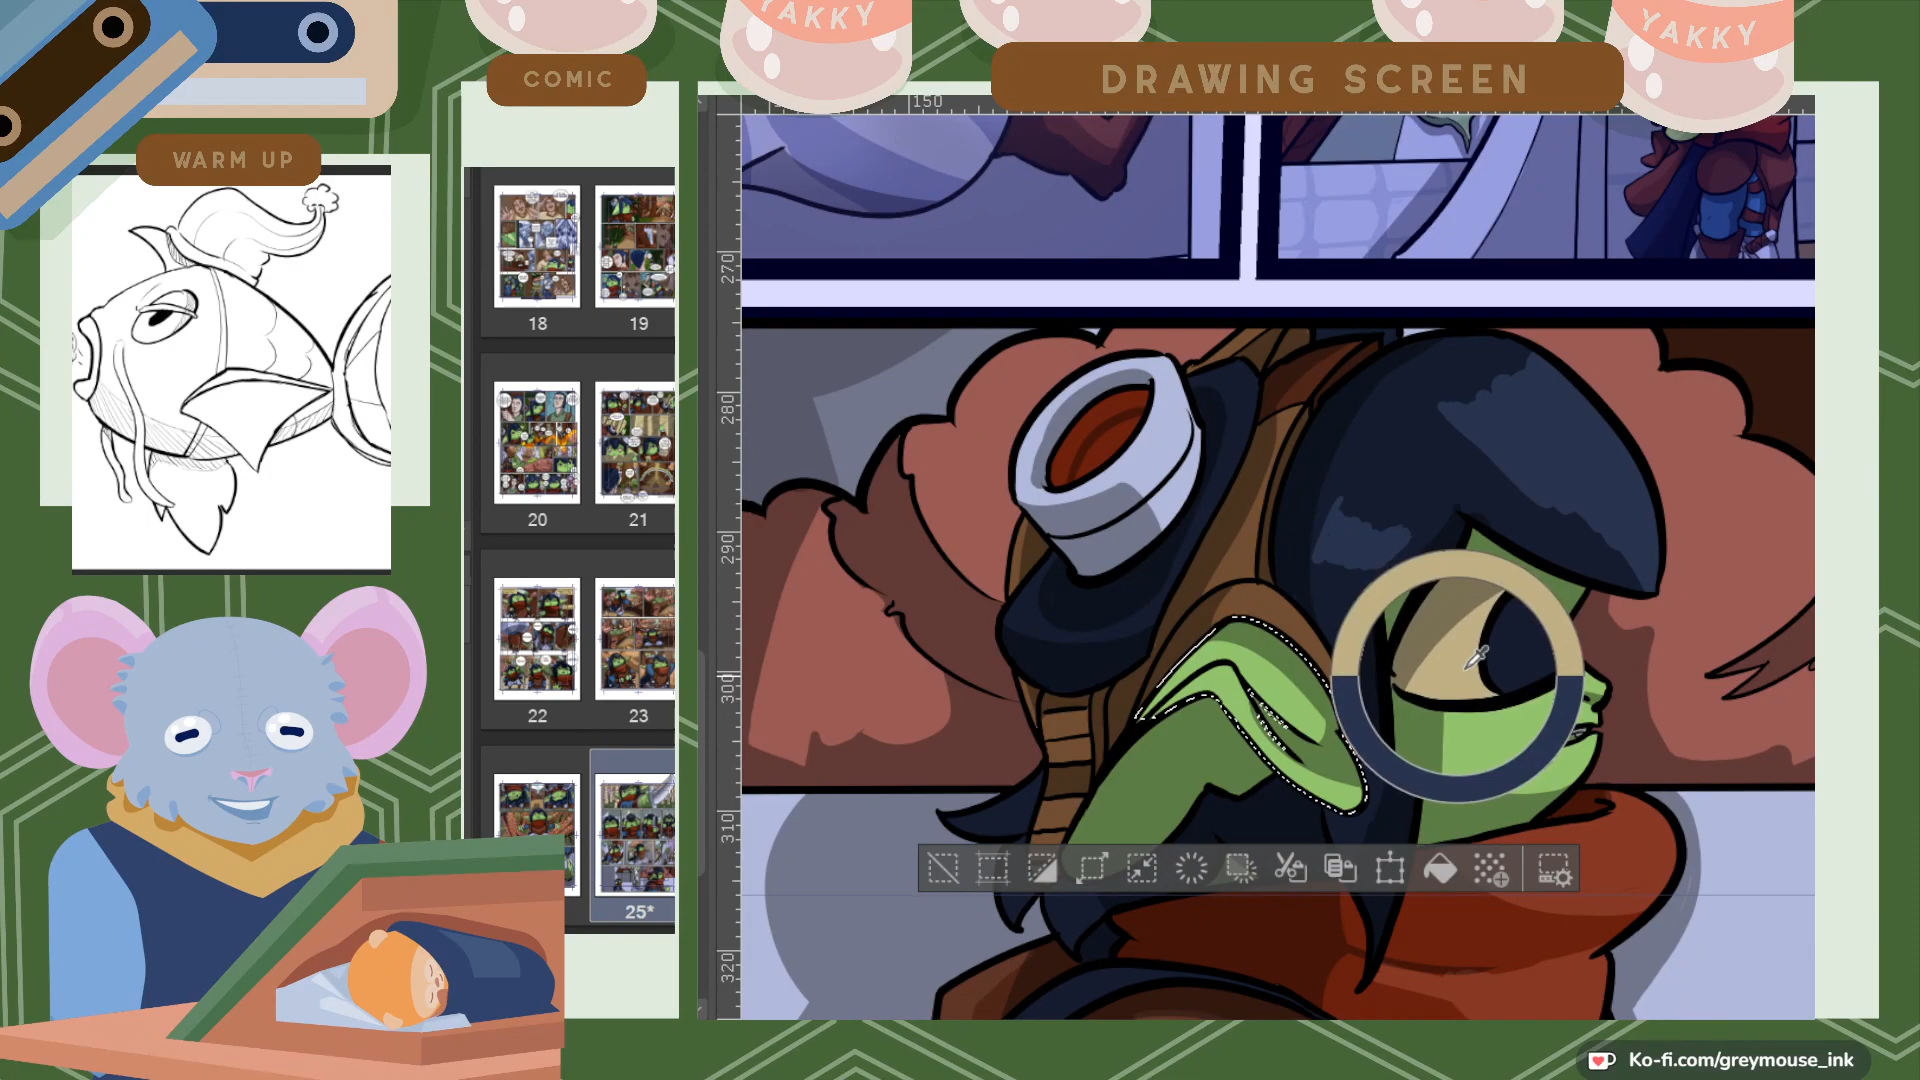 YAKKY
YAKKY
COMIC
DRAWING SCREEN
WARM UP
150
270
280
290
300
310
320
18
19
20
21
22
23
25*
Ko-fi.com/greymouse_ink